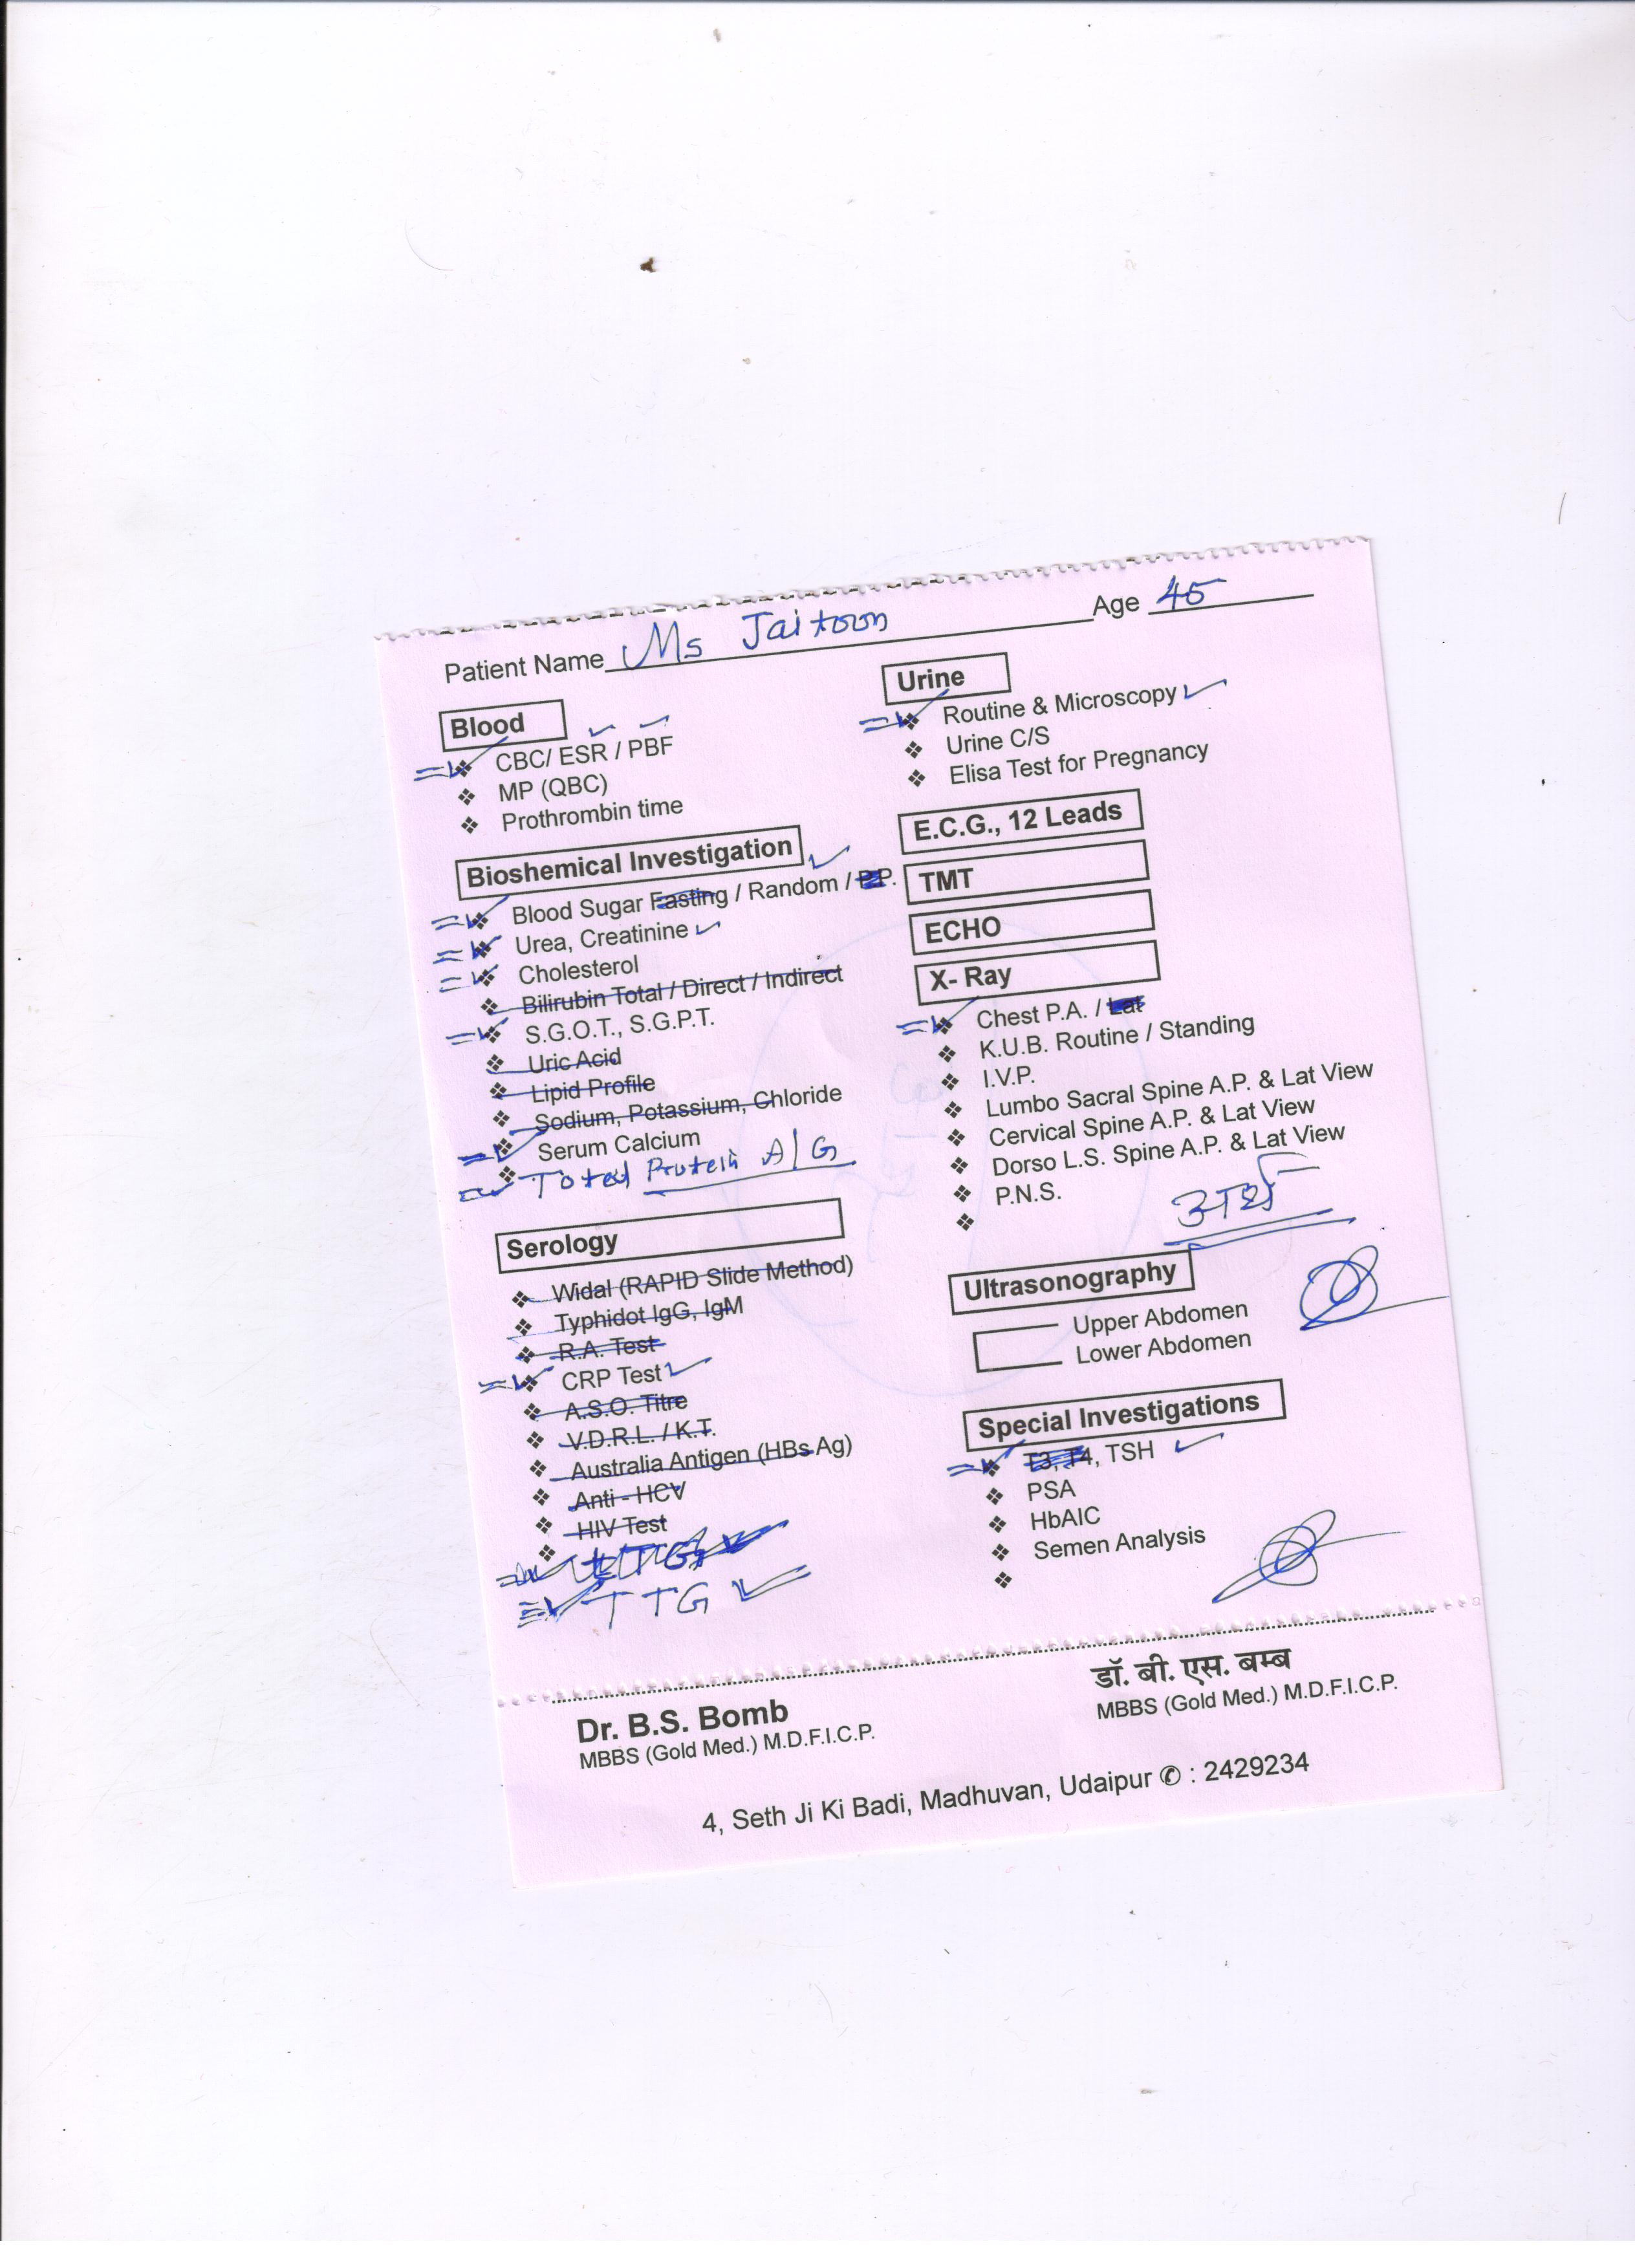 Patient Name Ms Jaitoon Age 45
Blood
CBC/ ESR / PBF
MP (QBC)
Prothrombin time
Bioshemical Investigation
Blood Sugar Fasting / Random / P.P.
Urea, Creatinine
Cholesterol
Bilirubin Total / Direct / Indirect
S.G.O.T., S.G.P.T.
Uric Acid
Lipid Profile
Sodium, Potassium, Chloride
Serum Calcium
Total Protein A/G
Serology
Widal (RAPID Slide Method)
Typhidot IgG, IgM
R.A. Test
CRP Test
A.S.O. Titre
V.D.R.L. / K.T.
Australia Antigen (HBs Ag)
Anti - HCV
HIV Test
TTG
Urine
Routine & Microscopy
Urine C/S
Elisa Test for Pregnancy
E.C.G., 12 Leads
TMT
ECHO
X- Ray
Chest P.A. / Lat
K.U.B. Routine / Standing
I.V.P.
Lumbo Sacral Spine A.P. & Lat View
Cervical Spine A.P. & Lat View
Dorso L.S. Spine A.P. & Lat View
P.N.S.
Ultrasonography
Upper Abdomen
Lower Abdomen
Special Investigations
T3, T4, TSH
PSA
HbAIC
Semen Analysis
Dr. B.S. Bomb
MBBS (Gold Med.) M.D.F.I.C.P.
डॉ. बी. एस. बम्ब
MBBS (Gold Med.) M.D.F.I.C.P.
4, Seth Ji Ki Badi, Madhuvan, Udaipur ✆ : 2429234